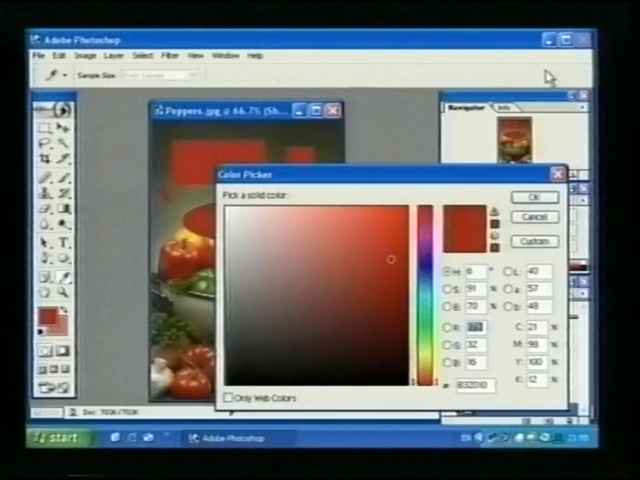 Adobe Photoshop
File Edit Image Layer Select Filter View Window Help
Sample Size:
Peppers.jpg @ 66.7% (Sh...
Navigator Info
Color Picker
Pick a solid color:
OK
Cancel
Custom
H: 6 ° L: 40
S: 91 % a: 57
B: 70 % b: 48
R: C: 21 %
G: 32 M: 98 %
B: 16 Y: 100 %
# B32010 K: 12 %
Only Web Colors
Doc: 703K/703K
start Adobe Photoshop EN